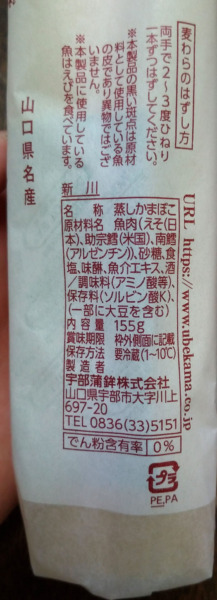 麦わらのはずし方
両手で2〜3度ひねり
一本ずつはずしてください。
※本製品の黒い斑点は原材
料として使用している魚
の皮であり異物ではござ
いません。
※本製品に使用している
魚はえびを食べています。
山口県名産
URL https://www.ubekama.co.jp
新川
名称 蒸しかまぼこ
原材料名 魚肉(えそ(日
本)、助宗鱈(米国)、南鱈
(アルゼンチン))、砂糖、食
塩、味醂、魚介エキス、酒
/調味料(アミノ酸等)、
保存料(ソルビン酸K)、
(一部に大豆を含む)
内容量 155g
賞味期限 枠外側面に記載
保存方法 要冷蔵(1~10℃)
製造者
宇部蒲鉾株式会社
山口県宇部市大字川上
697-20
TEL 0836(33)5151
でん粉含有率 0%
PE,PA